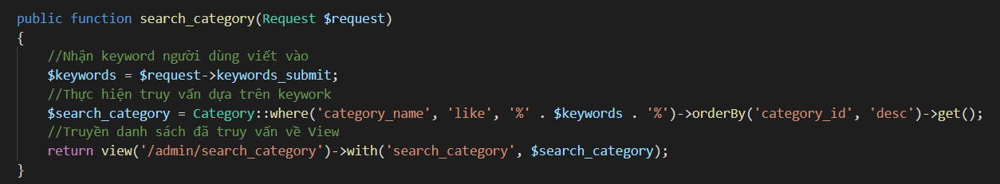 public function search_category(Request $request)
{
    //Nhận keyword người dùng viết vào
    $keywords = $request->keywords_submit;
    //Thực hiện truy vấn dựa trên keywork
    $search_category = Category::where('category_name', 'like', '%' . $keywords . '%')->orderBy('category_id', 'desc')->get();
    //Truyền danh sách đã truy vấn về View
    return view('/admin/search_category')->with('search_category', $search_category);
}